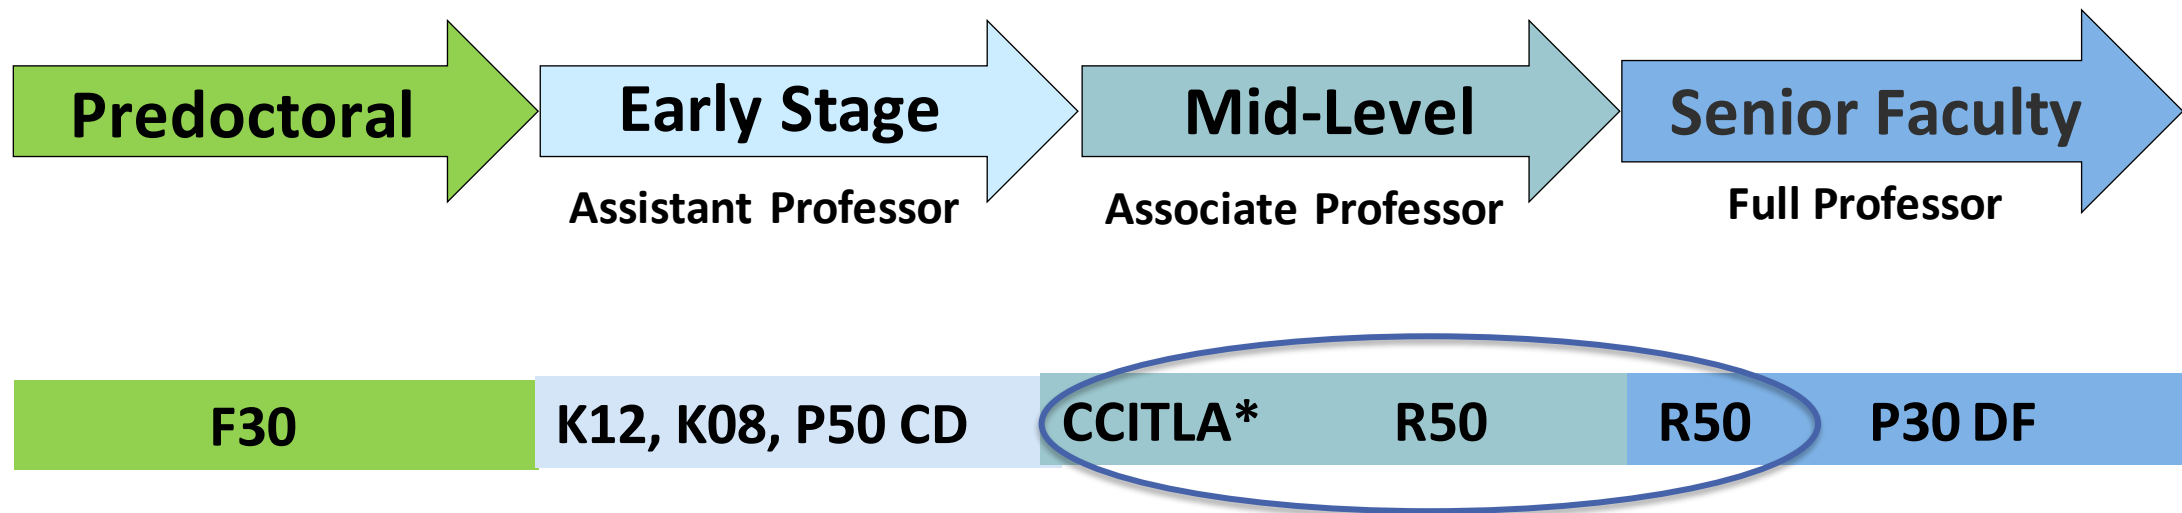 Predoctoral
Early Stage
Mid-Level
Senior Faculty
Assistant Professor
Associate Professor
Full Professor
F30
K12, K08, P50 CD
CCITLA*
R50
R50
P30 DF